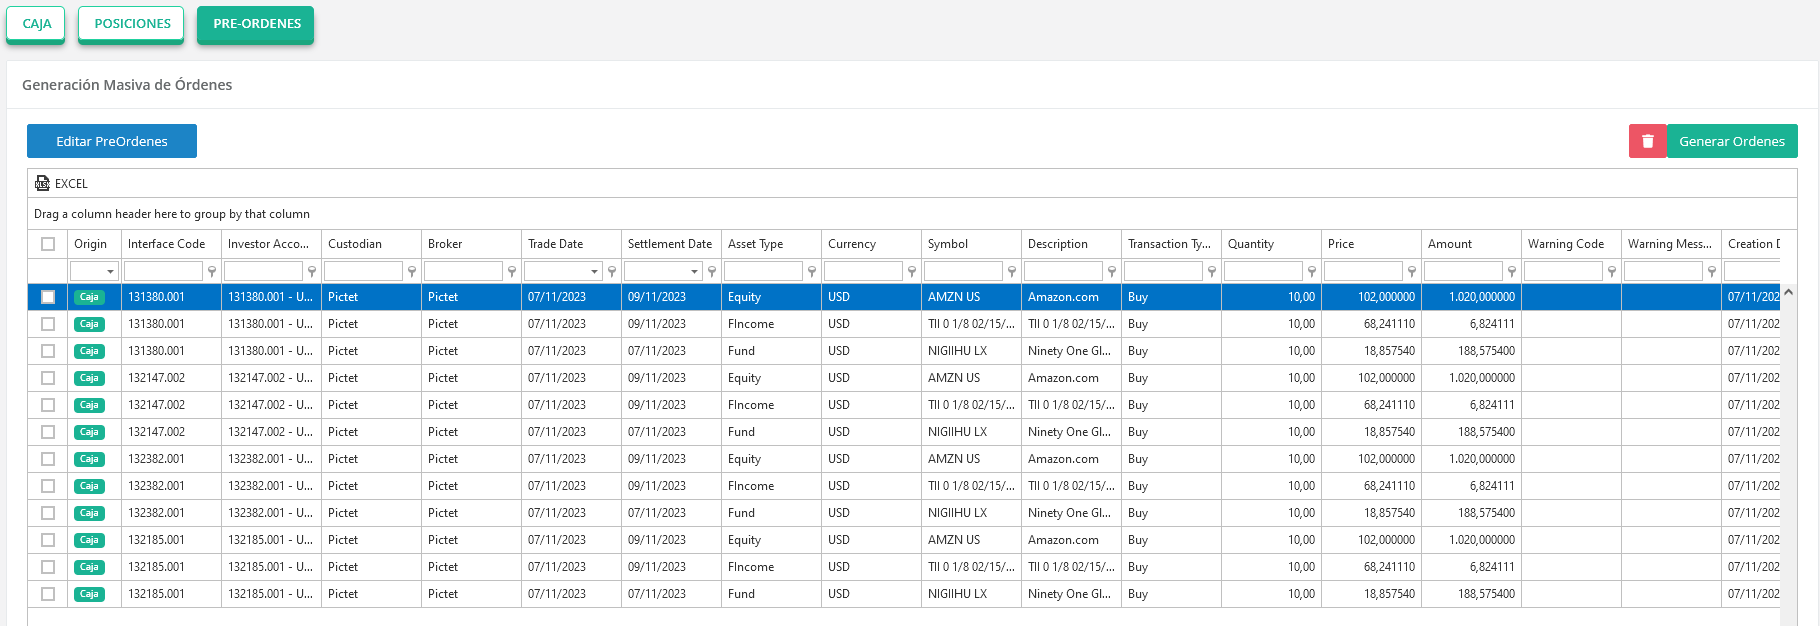 CAJA POSICIONES PRE-ORDENES
Generación Masiva de Órdenes
Editar PreOrdenes Generar Ordenes
EXCEL
Drag a column header here to group by that column
Origin Interface Code Investor Acco... Custodian Broker Trade Date Settlement Date Asset Type Currency Symbol Description Transaction Ty... Quantity Price Amount Warning Code Warning Mess... Creation D
Caja 131380.001 131380.001 - U... Pictet Pictet 07/11/2023 09/11/2023 Equity USD AMZN US Amazon.com Buy 10,00 102,000000 1.020,000000 07/11/202
Caja 131380.001 131380.001 - U... Pictet Pictet 07/11/2023 09/11/2023 FIncome USD TII 0 1/8 02/15/... TII 0 1/8 02/15/... Buy 10,00 68,241110 6,824111 07/11/202
Caja 131380.001 131380.001 - U... Pictet Pictet 07/11/2023 07/11/2023 Fund USD NIGIIHU LX Ninety One Gl... Buy 10,00 18,857540 188,575400 07/11/202
Caja 132147.002 132147.002 - U... Pictet Pictet 07/11/2023 09/11/2023 Equity USD AMZN US Amazon.com Buy 10,00 102,000000 1.020,000000 07/11/202
Caja 132147.002 132147.002 - U... Pictet Pictet 07/11/2023 09/11/2023 FIncome USD TII 0 1/8 02/15/... TII 0 1/8 02/15/... Buy 10,00 68,241110 6,824111 07/11/202
Caja 132147.002 132147.002 - U... Pictet Pictet 07/11/2023 07/11/2023 Fund USD NIGIIHU LX Ninety One Gl... Buy 10,00 18,857540 188,575400 07/11/202
Caja 132382.001 132382.001 - U... Pictet Pictet 07/11/2023 09/11/2023 Equity USD AMZN US Amazon.com Buy 10,00 102,000000 1.020,000000 07/11/202
Caja 132382.001 132382.001 - U... Pictet Pictet 07/11/2023 09/11/2023 FIncome USD TII 0 1/8 02/15/... TII 0 1/8 02/15/... Buy 10,00 68,241110 6,824111 07/11/202
Caja 132382.001 132382.001 - U... Pictet Pictet 07/11/2023 07/11/2023 Fund USD NIGIIHU LX Ninety One Gl... Buy 10,00 18,857540 188,575400 07/11/202
Caja 132185.001 132185.001 - U... Pictet Pictet 07/11/2023 09/11/2023 Equity USD AMZN US Amazon.com Buy 10,00 102,000000 1.020,000000 07/11/202
Caja 132185.001 132185.001 - U... Pictet Pictet 07/11/2023 09/11/2023 FIncome USD TII 0 1/8 02/15/... TII 0 1/8 02/15/... Buy 10,00 68,241110 6,824111 07/11/202
Caja 132185.001 132185.001 - U... Pictet Pictet 07/11/2023 07/11/2023 Fund USD NIGIIHU LX Ninety One Gl... Buy 10,00 18,857540 188,575400 07/11/202